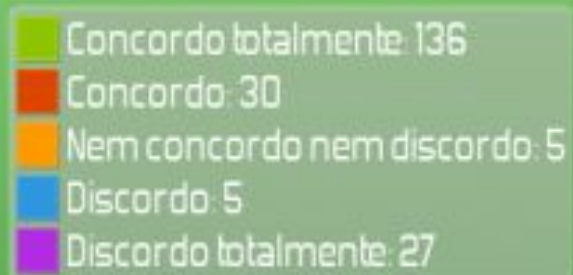 Concordo totalmente: 136
Concordo: 30
Nem concordo nem discordo: 5
Discordo: 5
Discordo totalmente: 27